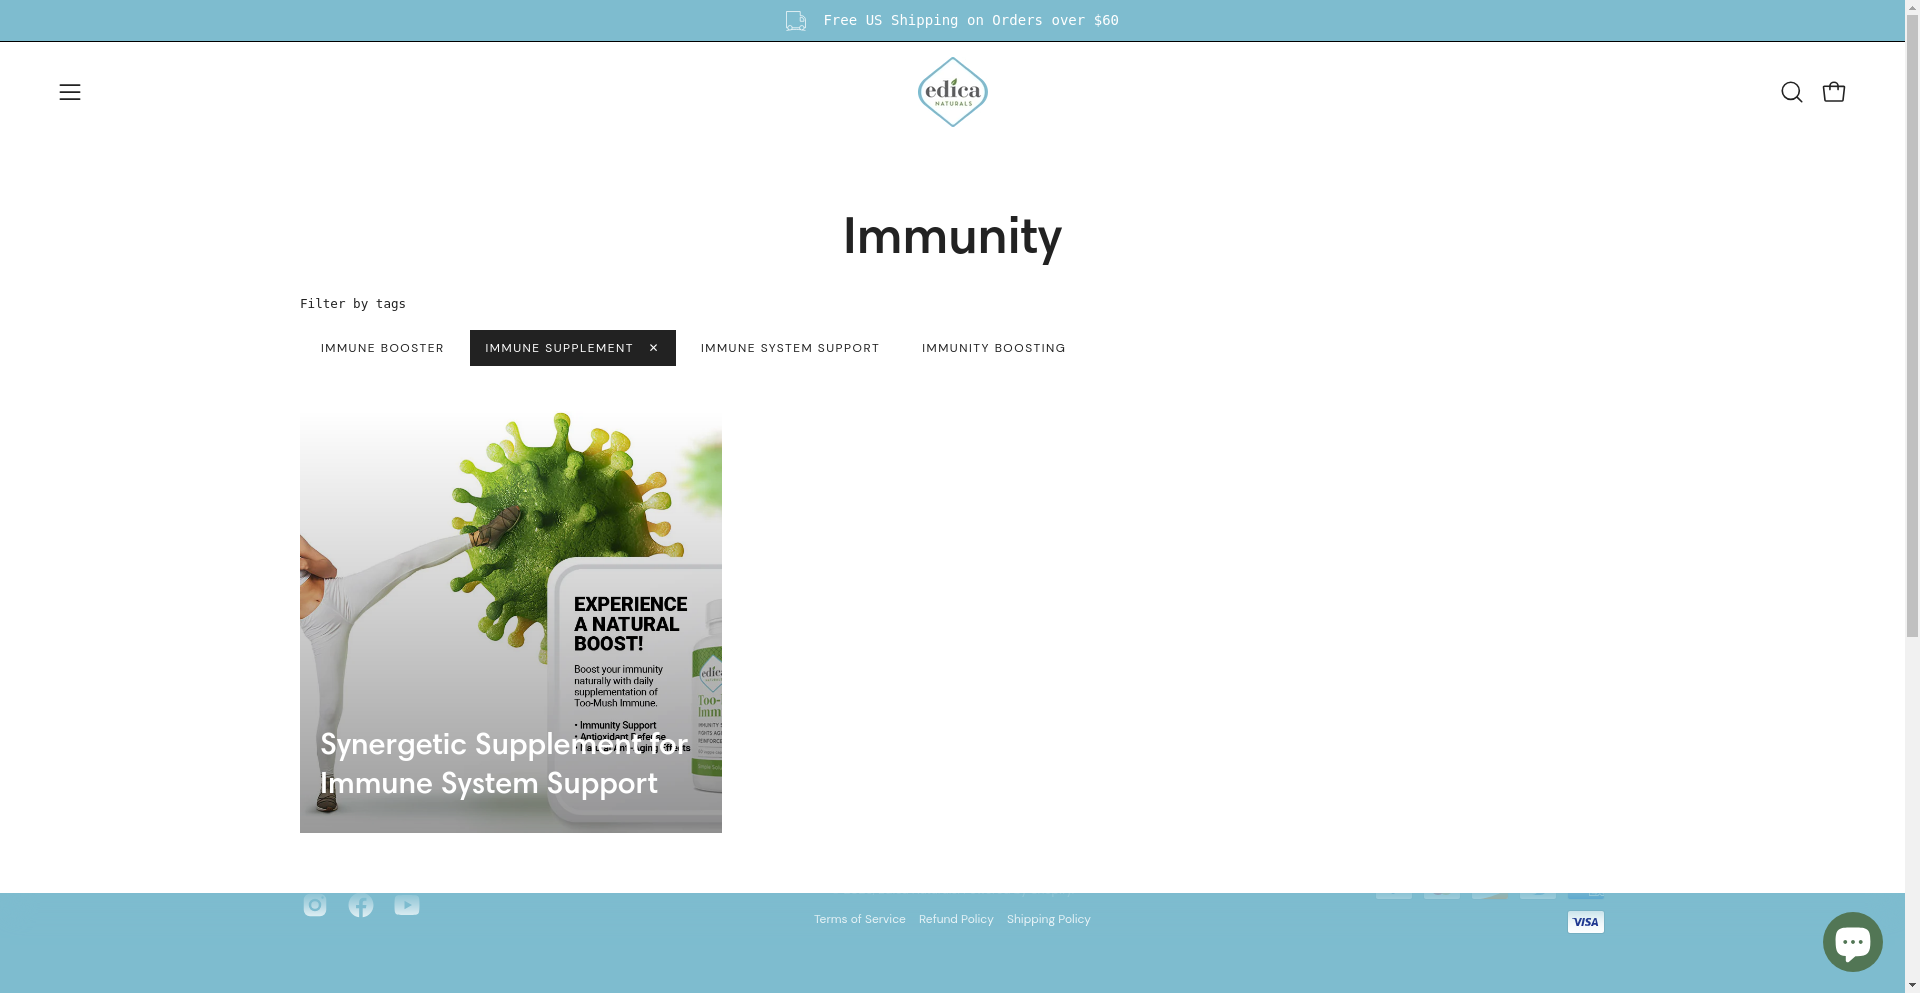 Free US Shipping on Orders over $60
edica
NATURALS
Immunity
Filter by tags
IMMUNE BOOSTER
IMMUNE SUPPLEMENT ×
IMMUNE SYSTEM SUPPORT
IMMUNITY BOOSTING
EXPERIENCE
A NATURAL
BOOST!
Boost your immunity
naturally with daily
supplementation of
Too-Mush Immune.
• Immunity Support
• Antioxidant Defense
Synergetic Supplement for
Immune System Support
Terms of Service
Refund Policy
Shipping Policy
VISA